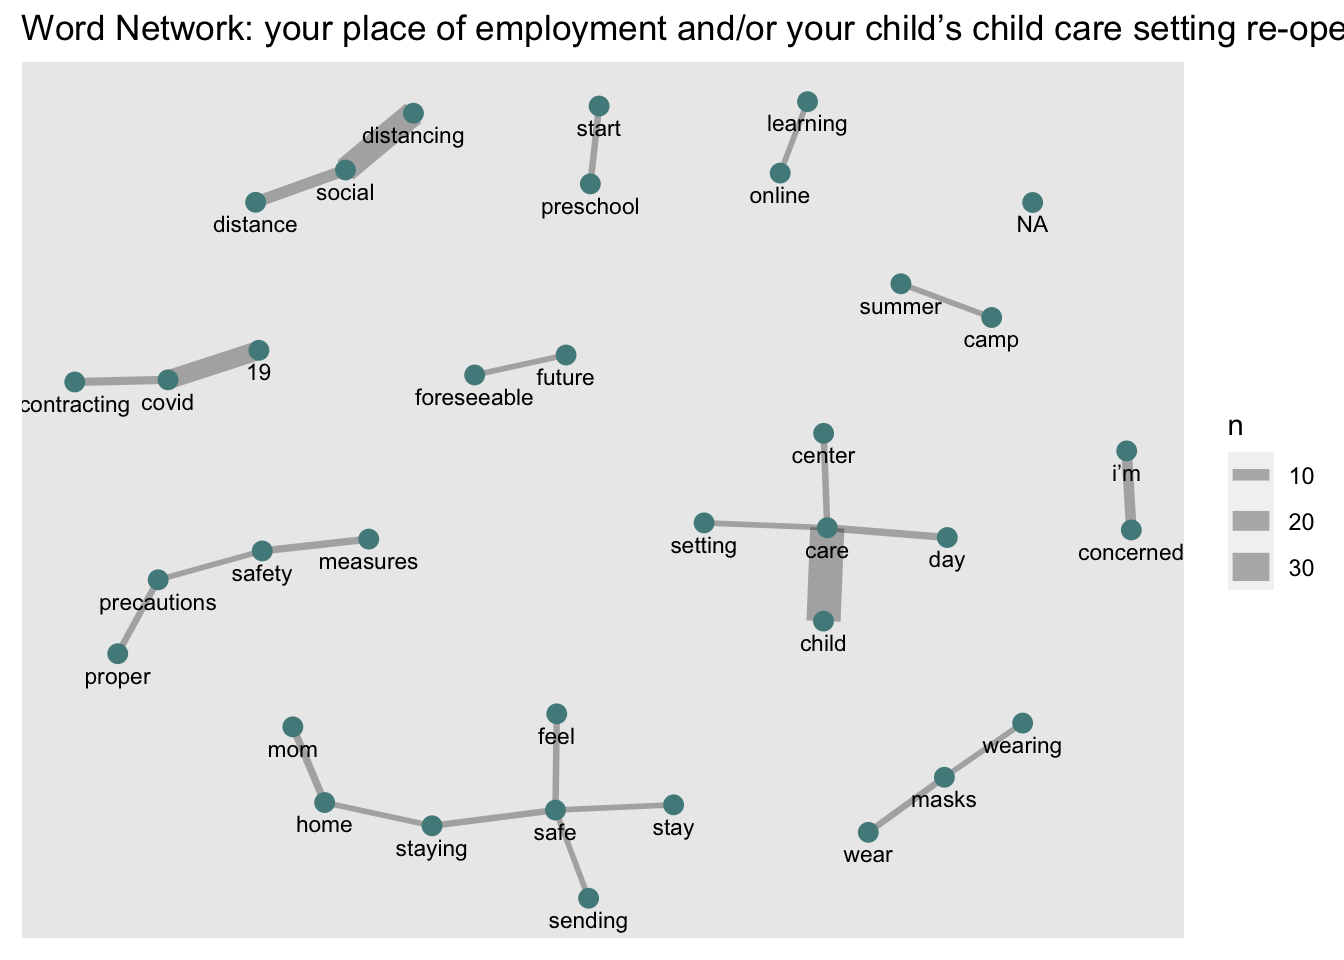 Word Network: your place of employment and/or your child’s child care setting re-ope
distancing
start
learning
social
distance
preschool
online
NA
summer
camp
19
contracting
covid
foreseeable
future
center
i’m
n
10
20
30
setting
care
day
concerned
measures
safety
precautions
child
proper
mom
feel
wearing
masks
home
staying
safe
stay
wear
sending